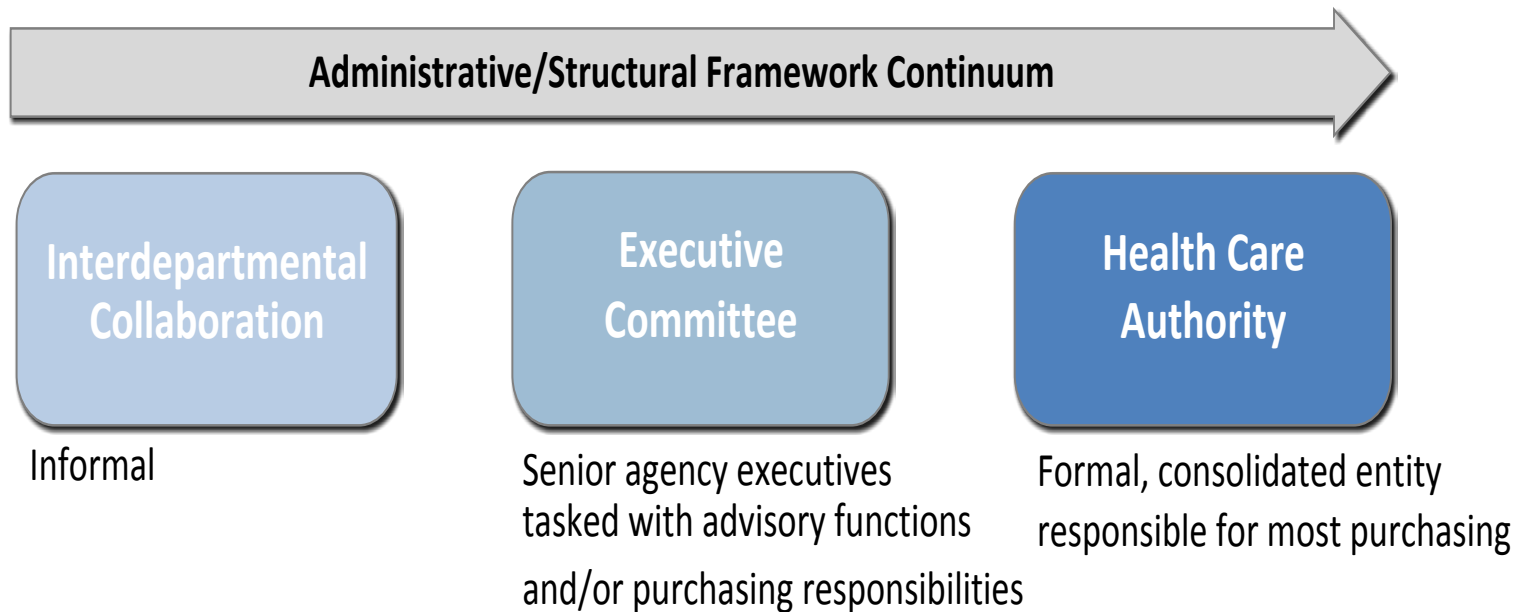 Administrative/Structural Framework Continuum
Interdepartmental
Collaboration
Executive
Committee
Health Care
Authority
Informal
Senior agency executives
tasked with advisory functions
and/or purchasing responsibilities
Formal, consolidated entity
responsible for most purchasing